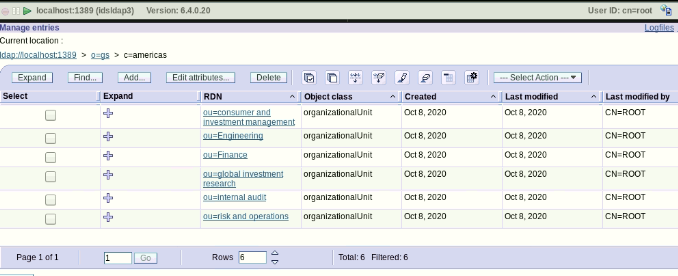 localhost:1389 (idsldap3) Version: 6.4.0.20 User ID: cn=root
Manage entries Logfiles
Current location :
ldap://localhost:1389 > o=gs > c=americas
Expand Find... Add... Edit attributes... Delete --- Select Action ---
Select Expand RDN Object class Created Last modified Last modified by
ou=consumer and investment management organizationalUnit Oct 8, 2020 Oct 8, 2020 CN=ROOT
ou=Engineering organizationalUnit Oct 8, 2020 Oct 8, 2020 CN=ROOT
ou=Finance organizationalUnit Oct 8, 2020 Oct 8, 2020 CN=ROOT
ou=global investment research organizationalUnit Oct 8, 2020 Oct 8, 2020 CN=ROOT
ou=internal audit organizationalUnit Oct 8, 2020 Oct 8, 2020 CN=ROOT
ou=risk and operations organizationalUnit Oct 8, 2020 Oct 8, 2020 CN=ROOT
Page 1 of 1 1 Go Rows 6 Total: 6 Filtered: 6